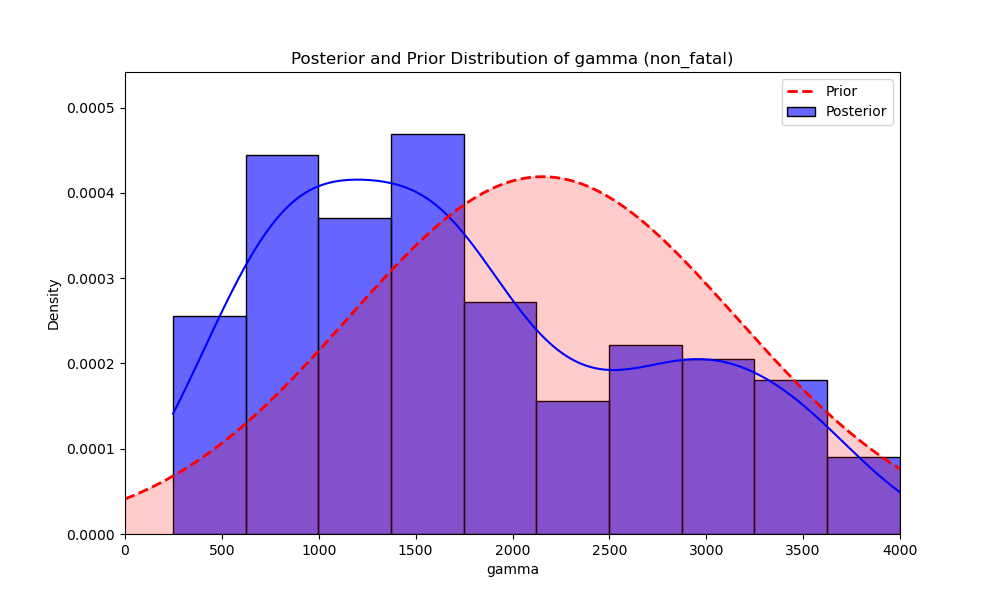 Posterior and Prior Distribution of gamma (non_fatal)
Prior
Posterior
Density
0.0005
0.0004
0.0003
0.0002
0.0001
0.0000
0 500 1000 1500 2000 2500 3000 3500 4000
gamma